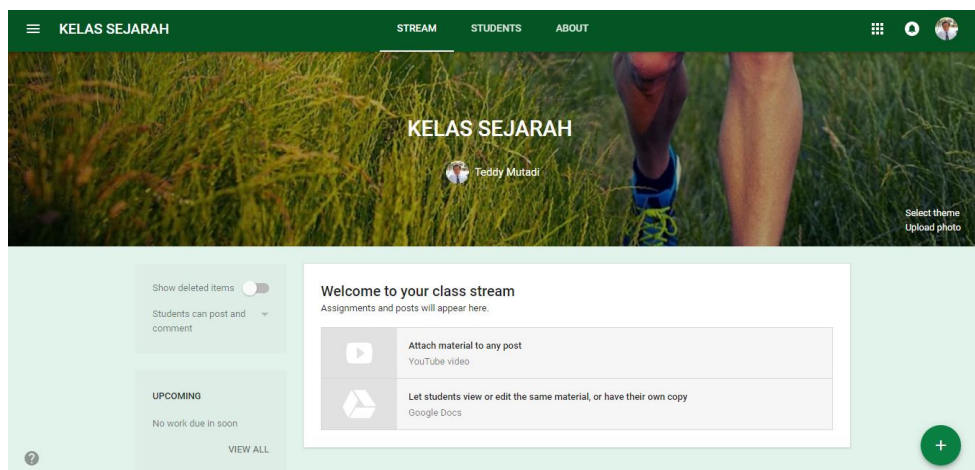 KELAS SEJARAH
STREAM STUDENTS ABOUT
KELAS SEJARAH
Teddy Mutadi
Select theme
Upload photo
Show deleted items
Students can post and
comment
UPCOMING
No work due in soon
VIEW ALL
Welcome to your class stream
Assignments and posts will appear here.
Attach material to any post
YouTube video
Let students view or edit the same material, or have their own copy
Google Docs